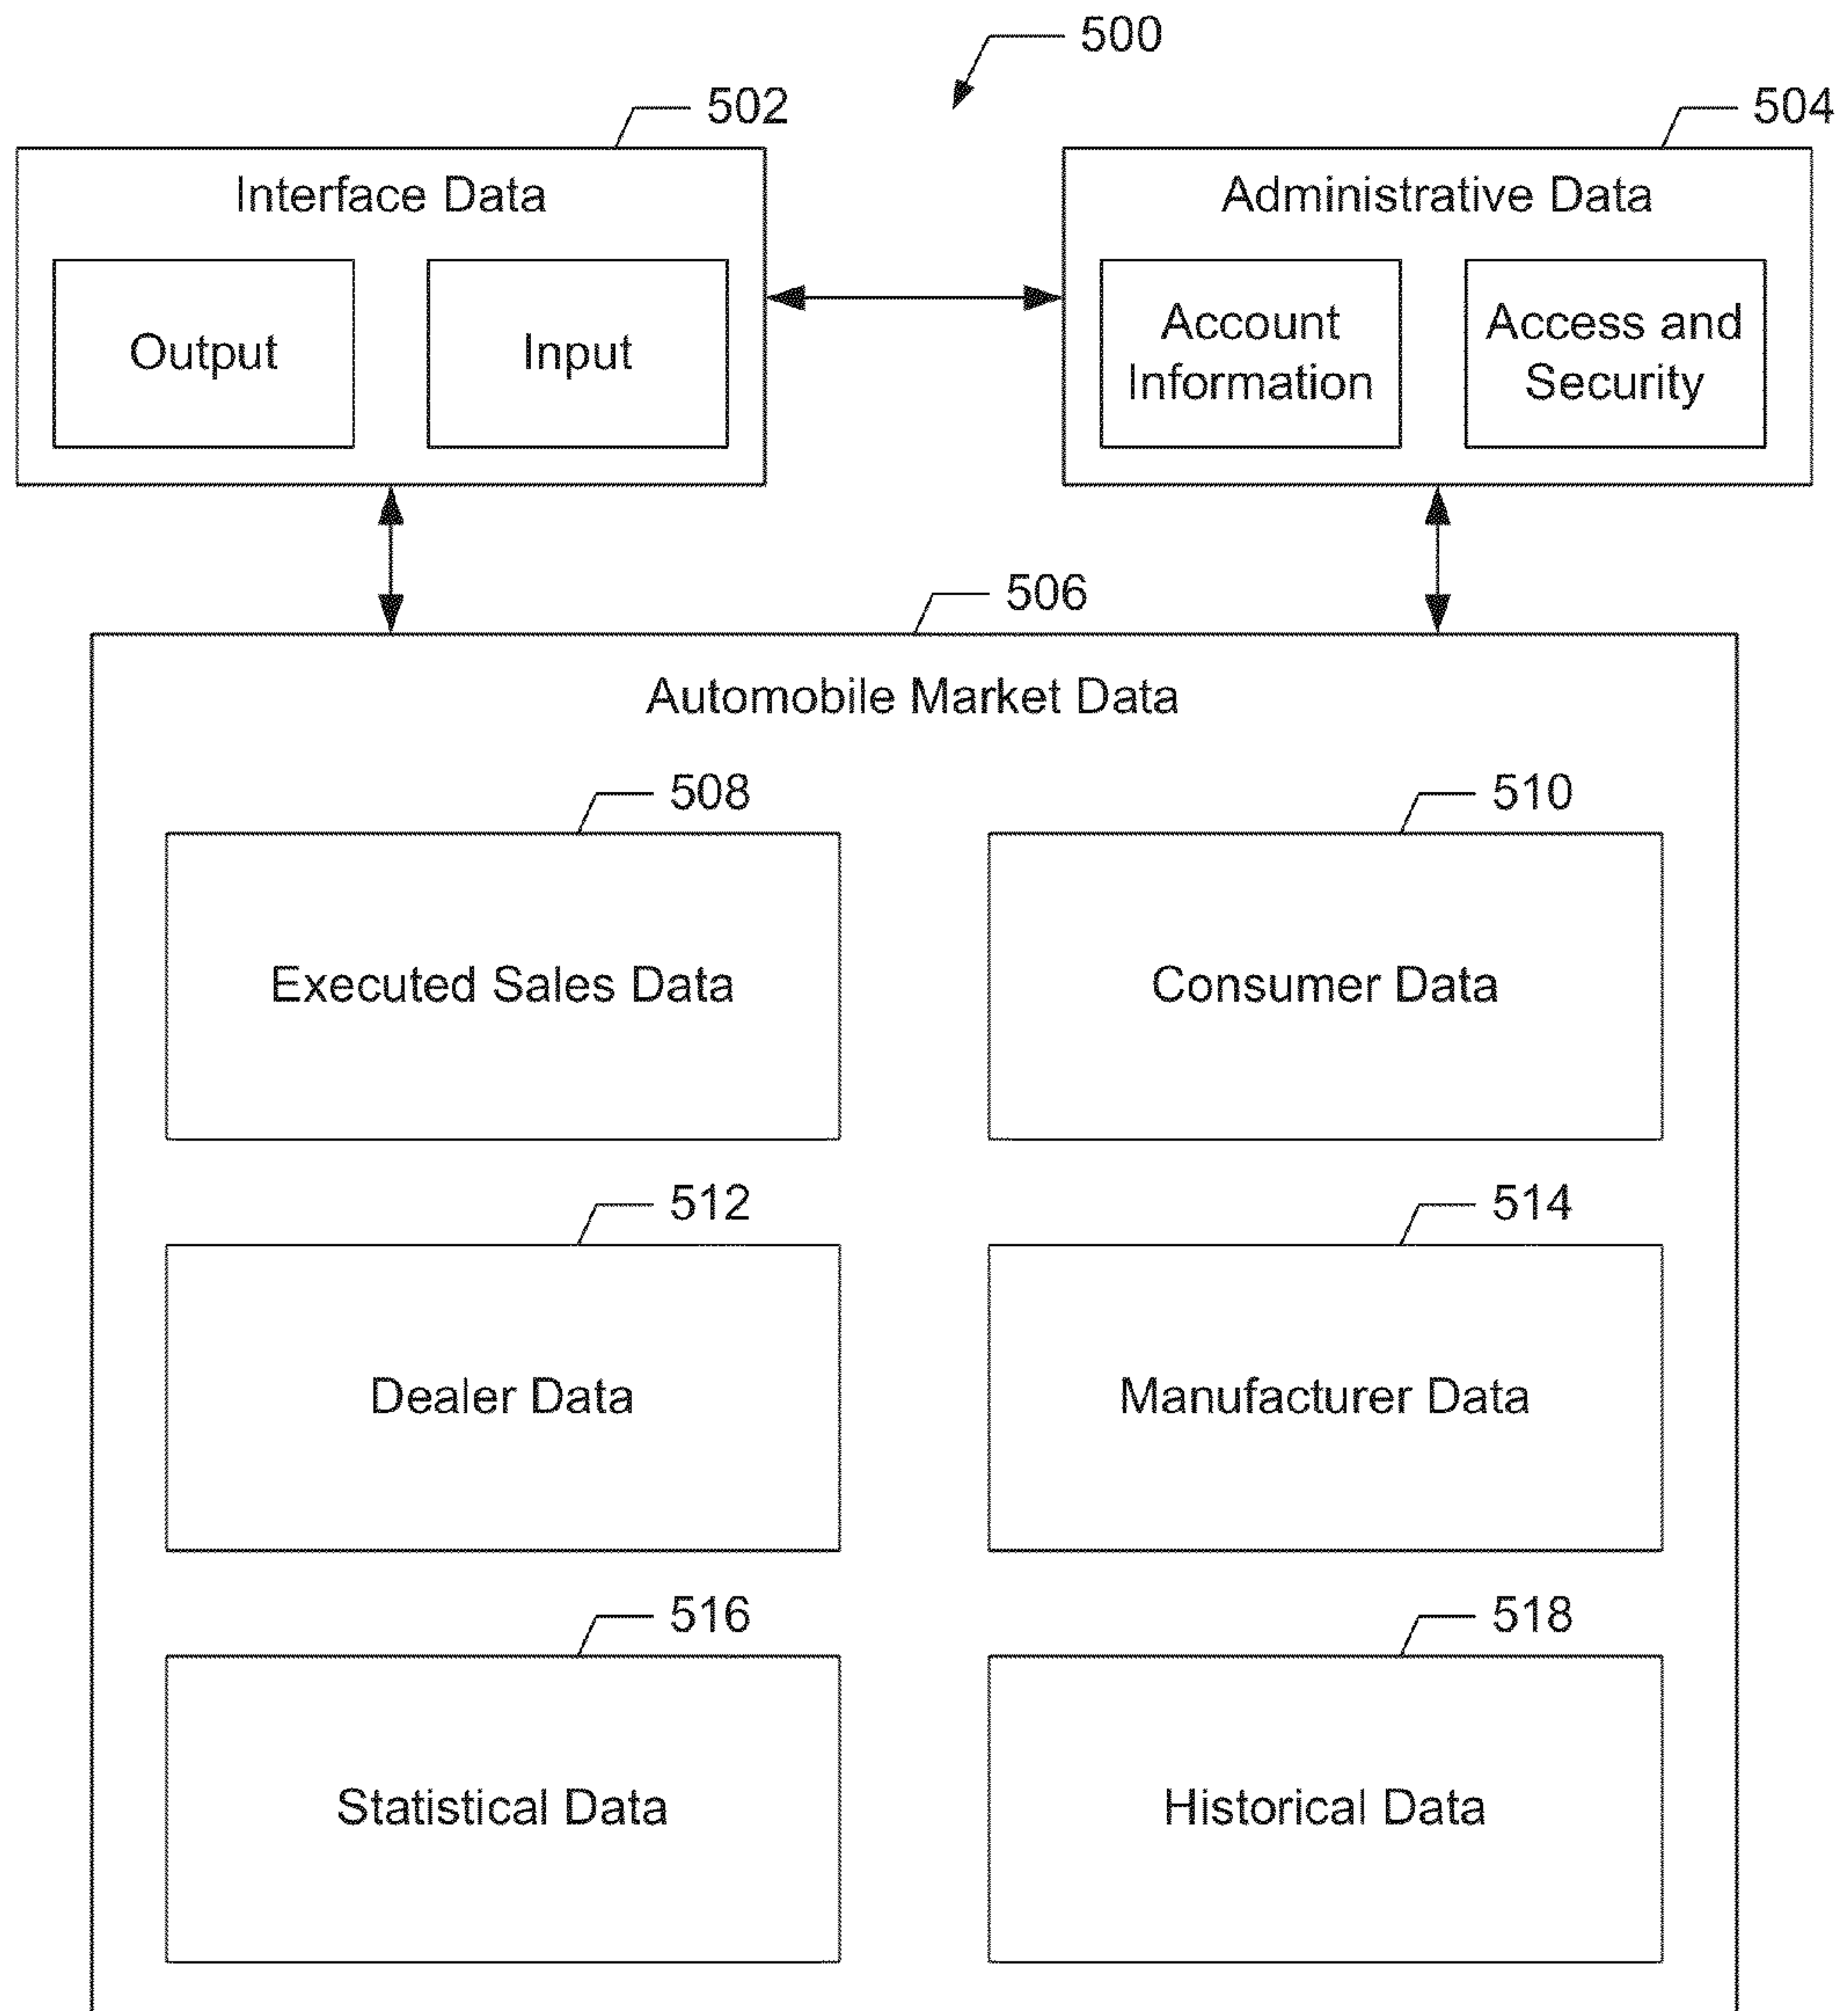 500
502
504
Interface Data
Administrative Data
Output
Input
Account
Information
Access and
Security
506
Automobile Market Data
508
510
Executed Sales Data
Consumer Data
512
514
Dealer Data
Manufacturer Data
516
518
Statistical Data
Historical Data